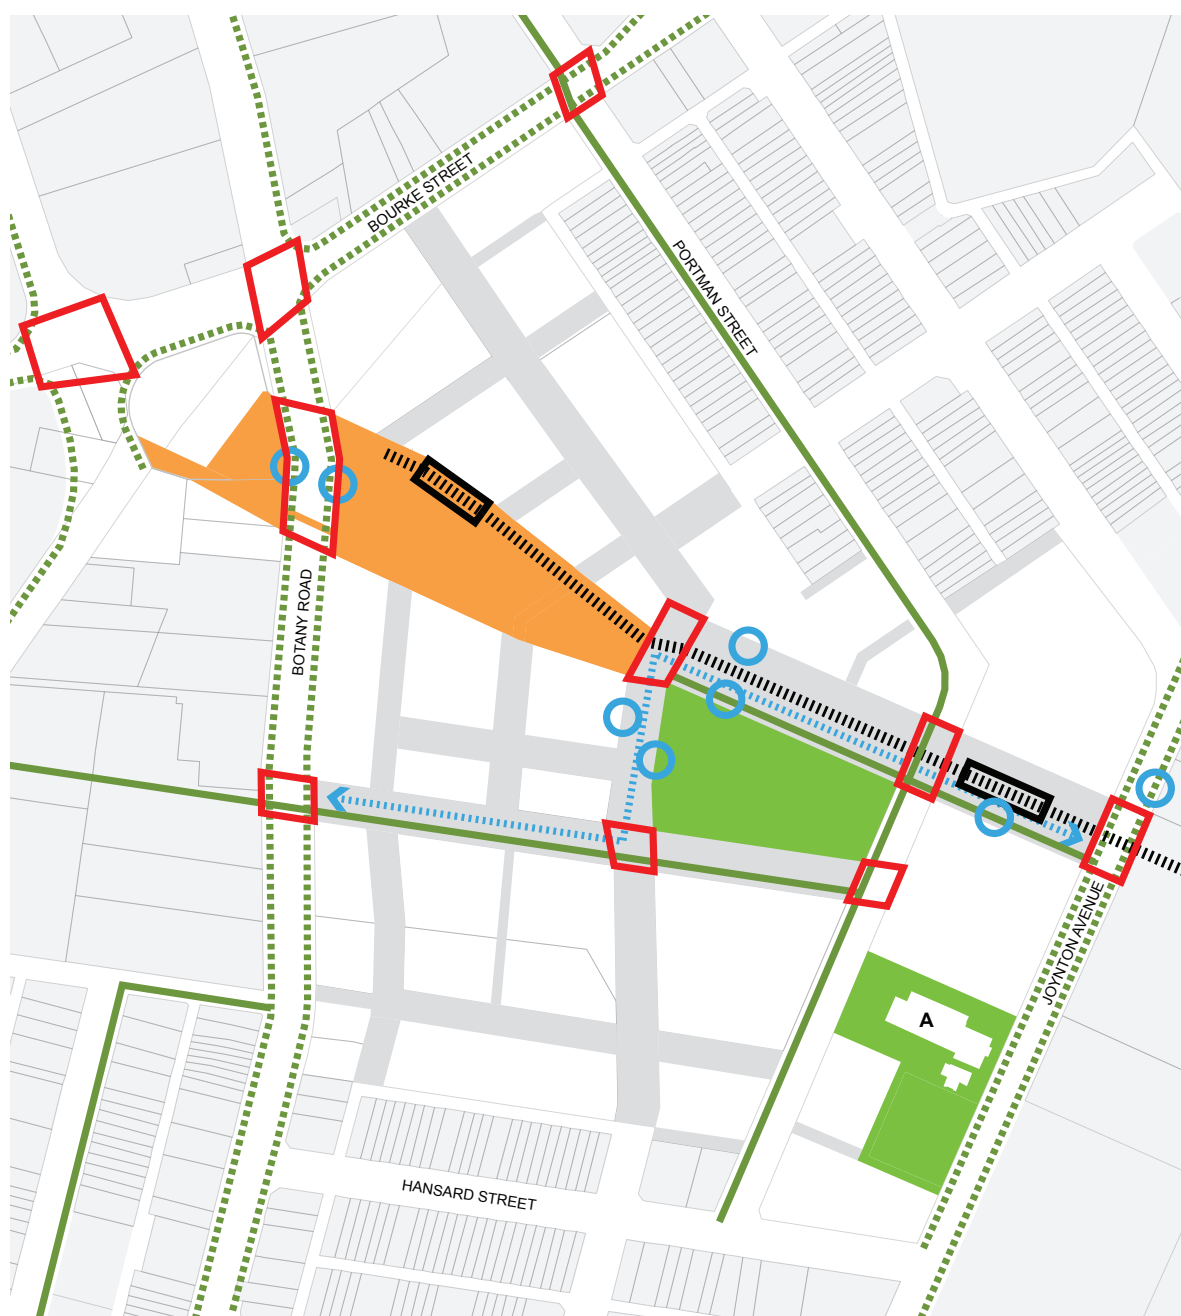 BOURKE STREET
PORTMAN STREET
BOTANY ROAD
JOYNTON AVENUE
A
HANSARD STREET